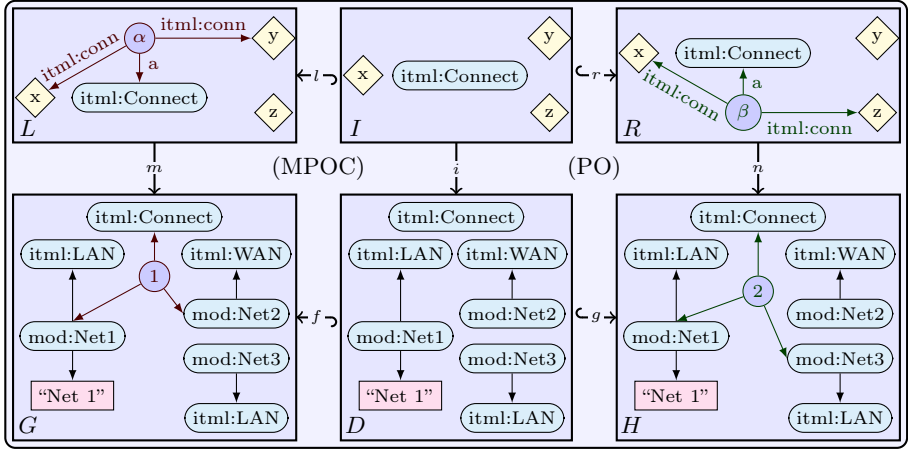 itml:conn
α
y
itml:conn
a
x
itml:Connect
z
L
l
y
x
itml:Connect
z
I
r
x
y
itml:Connect
a
itml:conn
β
z
itml:conn
R
m
(MPOC)
i
(PO)
n
itml:Connect
itml:LAN
itml:WAN
1
mod:Net2
mod:Net1
mod:Net3
“Net 1”
itml:LAN
G
f
itml:Connect
itml:LAN
itml:WAN
mod:Net2
mod:Net1
mod:Net3
“Net 1”
itml:LAN
D
g
itml:Connect
itml:LAN
itml:WAN
2
mod:Net2
mod:Net1
mod:Net3
“Net 1”
itml:LAN
H